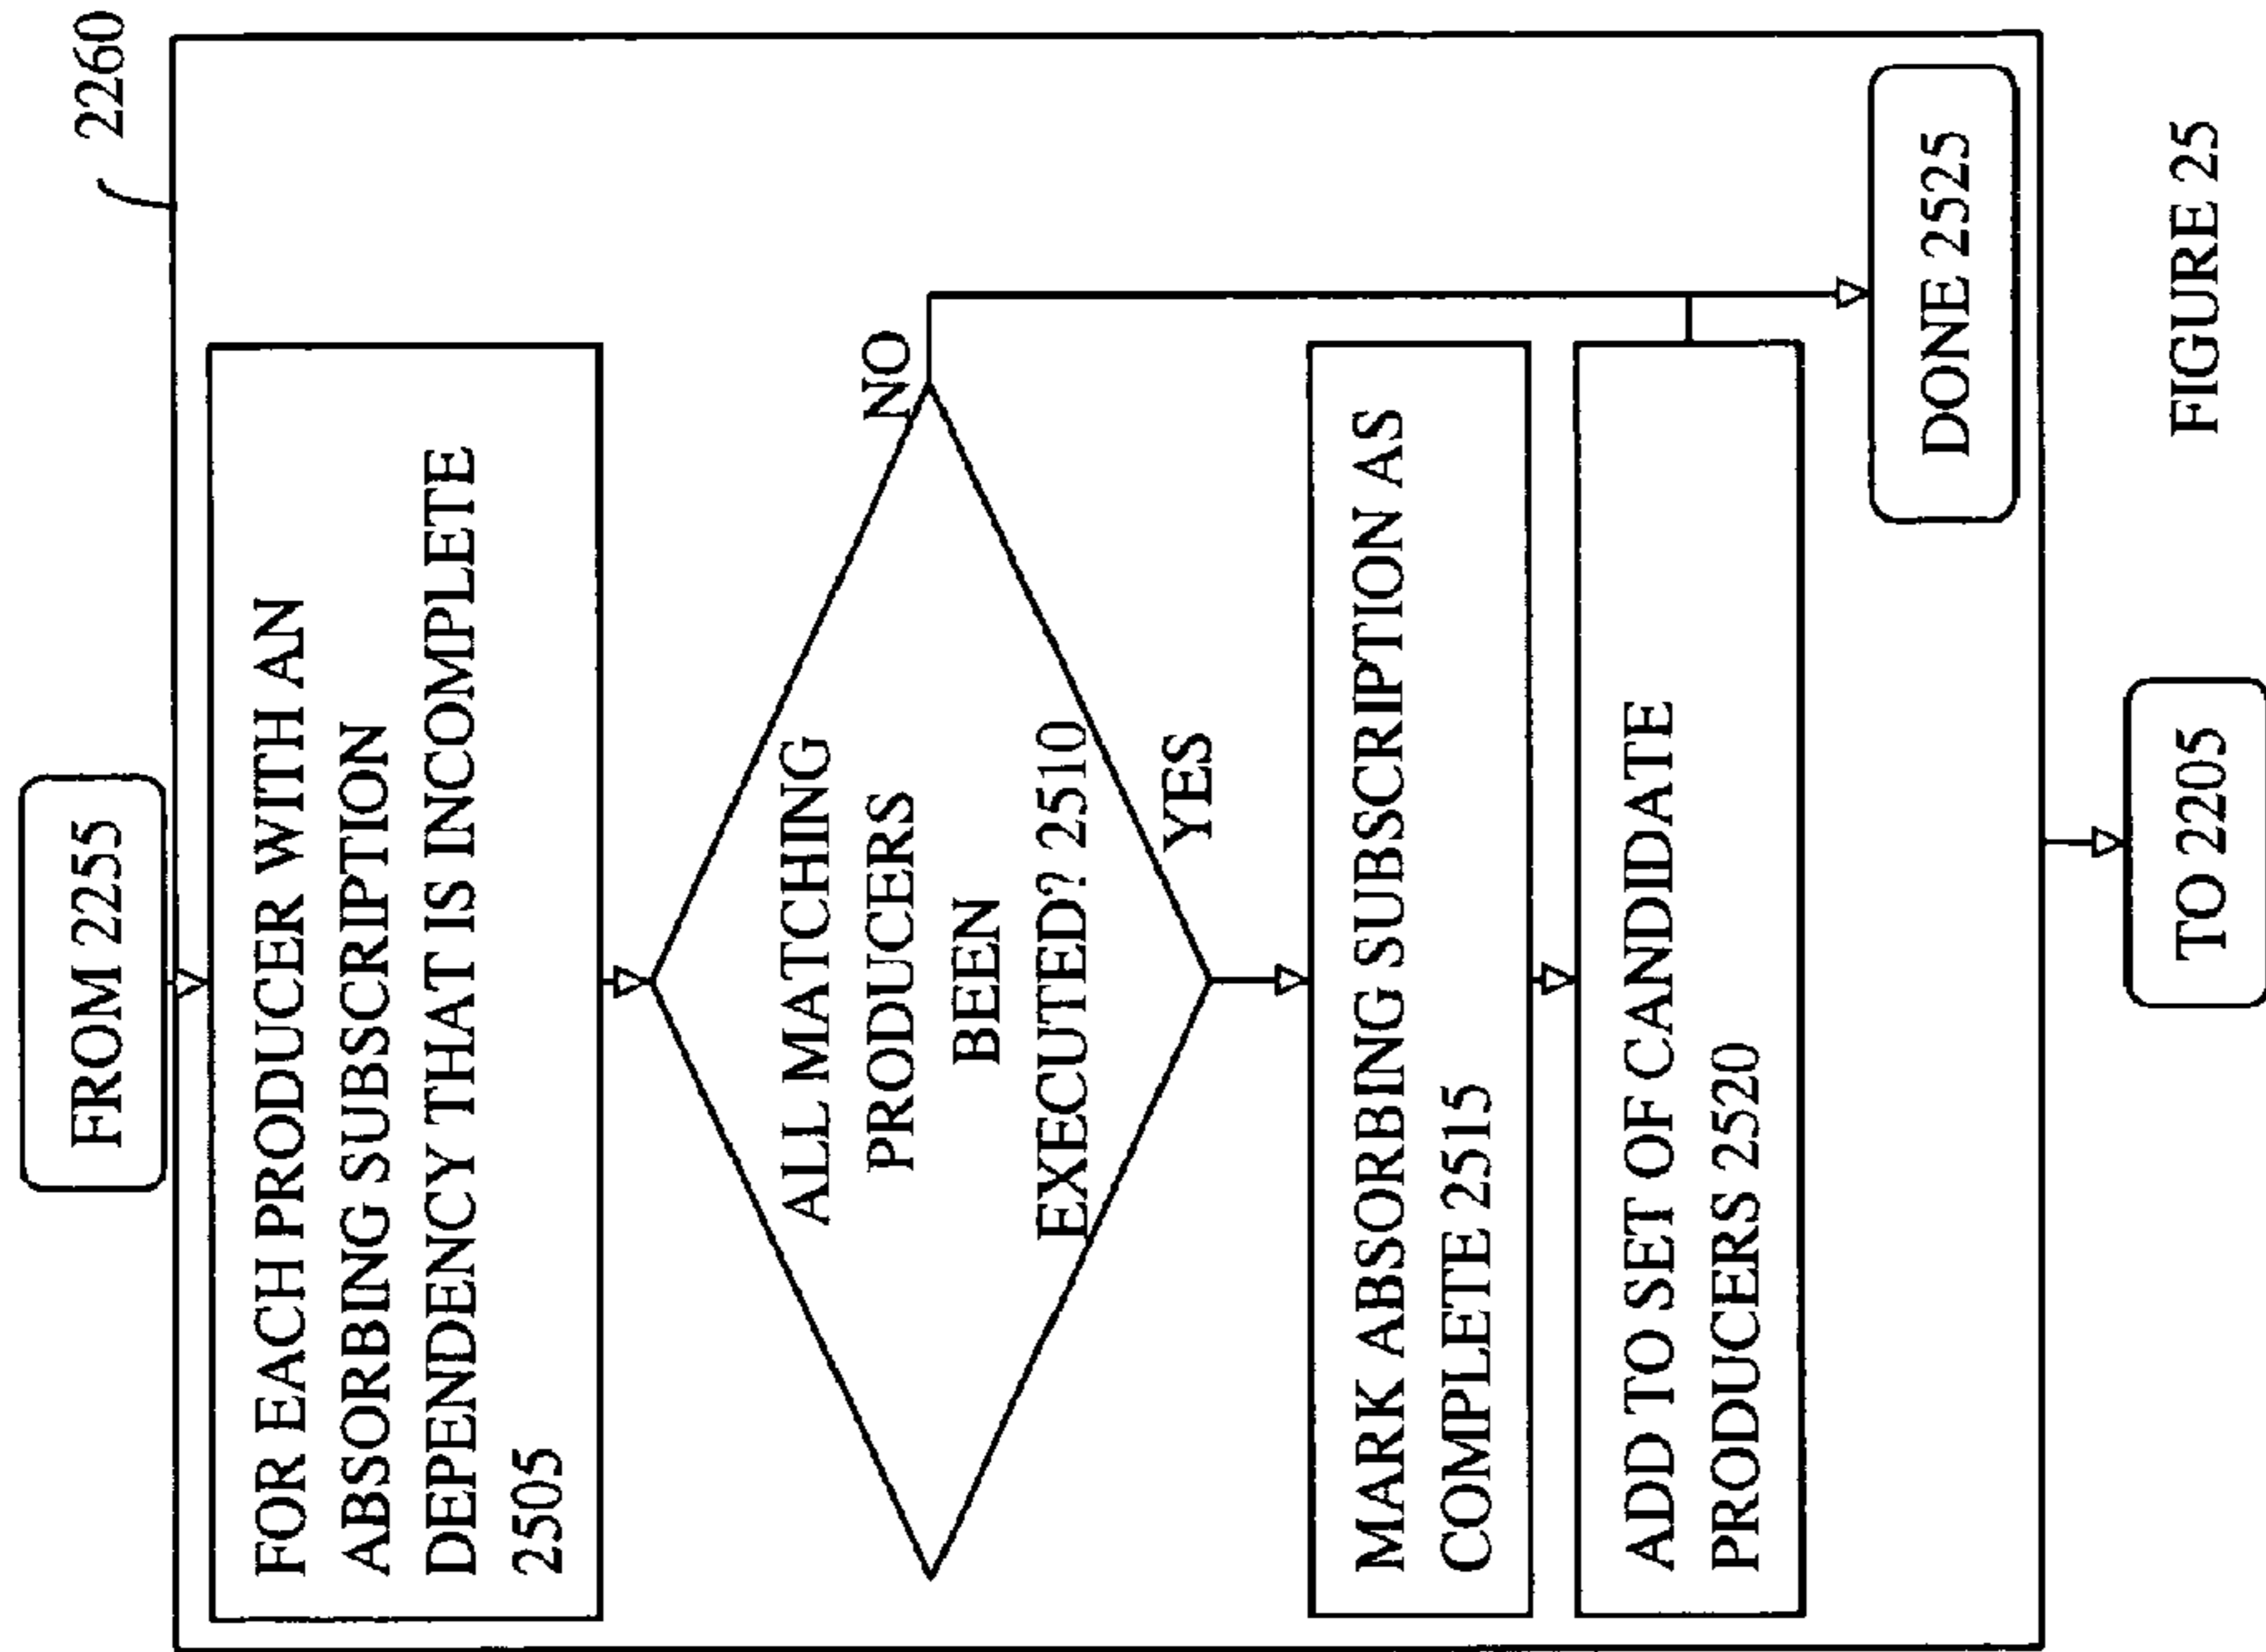 2260
FROM 2255
FOR EACH PRODUCER WITH AN
ABSORBING SUBSCRIPTION
DEPENDENCY THAT IS INCOMPLETE
2505
ALL MATCHING
PRODUCERS
BEEN
EXECUTED? 2510
NO
YES
MARK ABSORBING SUBSCRIPTION AS
COMPLETE 2515
ADD TO SET OF CANDIDATE
PRODUCERS 2520
DONE 2525
TO 2205
FIGURE 25